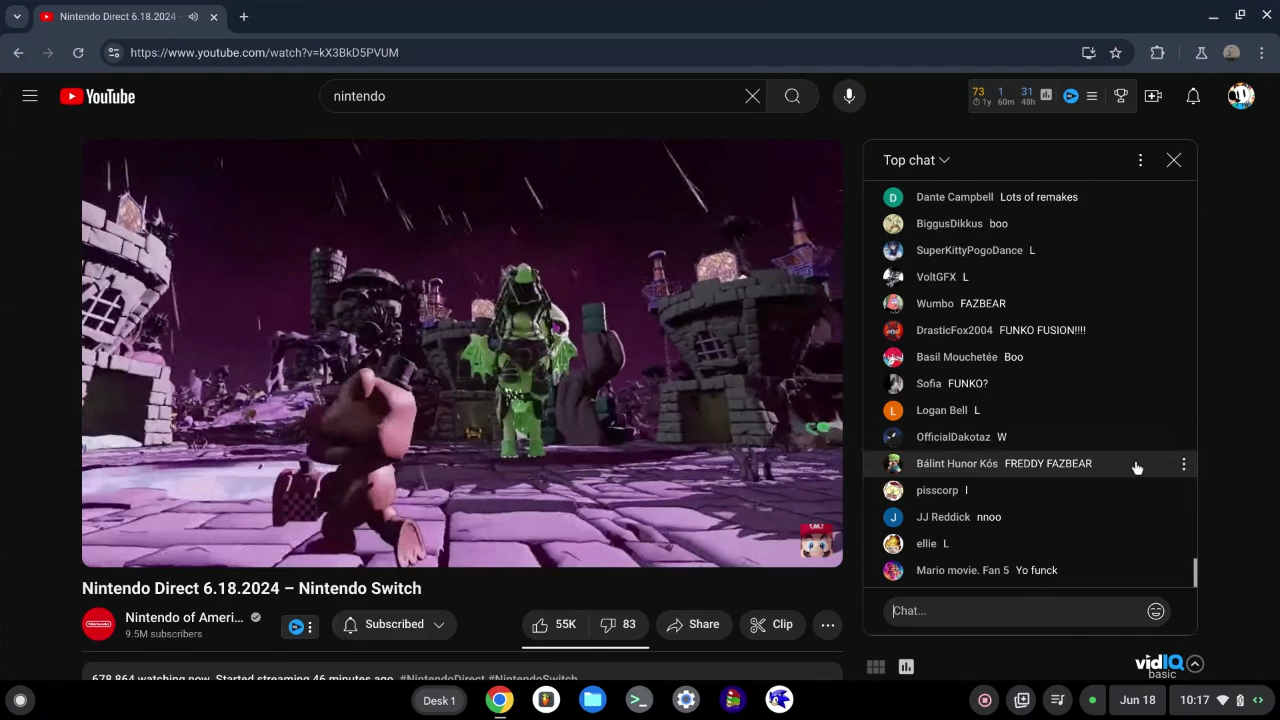 Nintendo Direct 6.18.2024
https://www.youtube.com/watch?v=kX3BkD5PVUM
YouTube
nintendo
73 1 31
1y 60m 48h
Top chat
Dante Campbell Lots of remakes
BiggusDikkus boo
SuperKittyPogoDance L
VoltGFX L
Wumbo FAZBEAR
DrasticFox2004 FUNKO FUSION!!!!
Basil Mouchetée Boo
Sofia FUNKO?
L Logan Bell L
OfficialDakotaz W
Bálint Hunor Kós FREDDY FAZBEAR
pisscorp l
J JJ Reddick nnoo
ellie L
Mario movie. Fan 5 Yo funck
Chat...
Nintendo Direct 6.18.2024 – Nintendo Switch
Nintendo of Ameri...
9.5M subscribers
Subscribed
55K
83
Share
Clip
678,864 watching now Started streaming 46 minutes ago #NintendoDirect #NintendoSwitch
vidIQ
basic
Desk 1
Jun 18
10:17